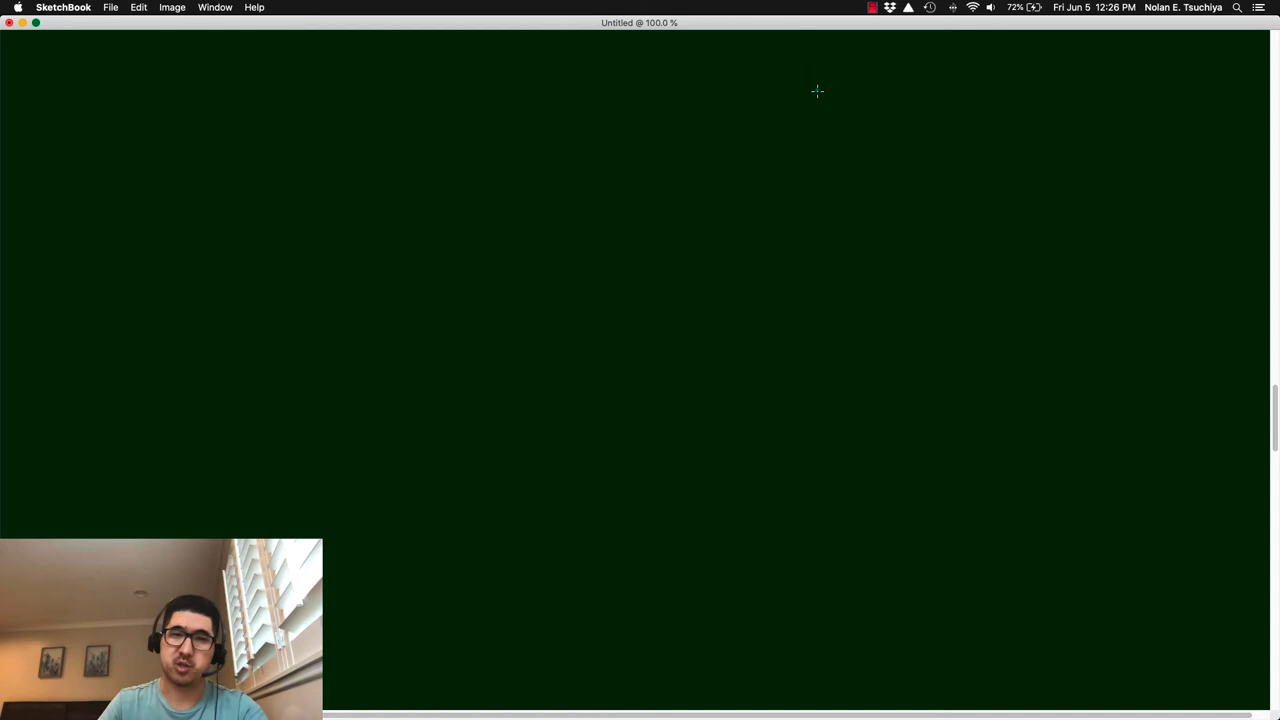 SketchBook File Edit Image Window Help 72% Fri Jun 5 12:26 PM Nolan E. Tsuchiya
Untitled @ 100.0 %